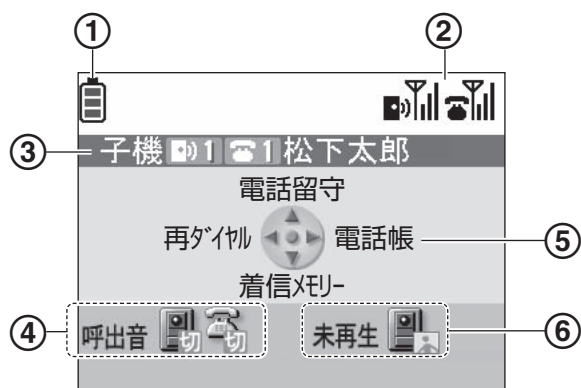 ① ②
③ 子機 1 1 松下太郎
電話留守
再ダイヤル 電話帳 ⑤
着信メモリー
④ 呼出音 切 切 未再生 ⑥